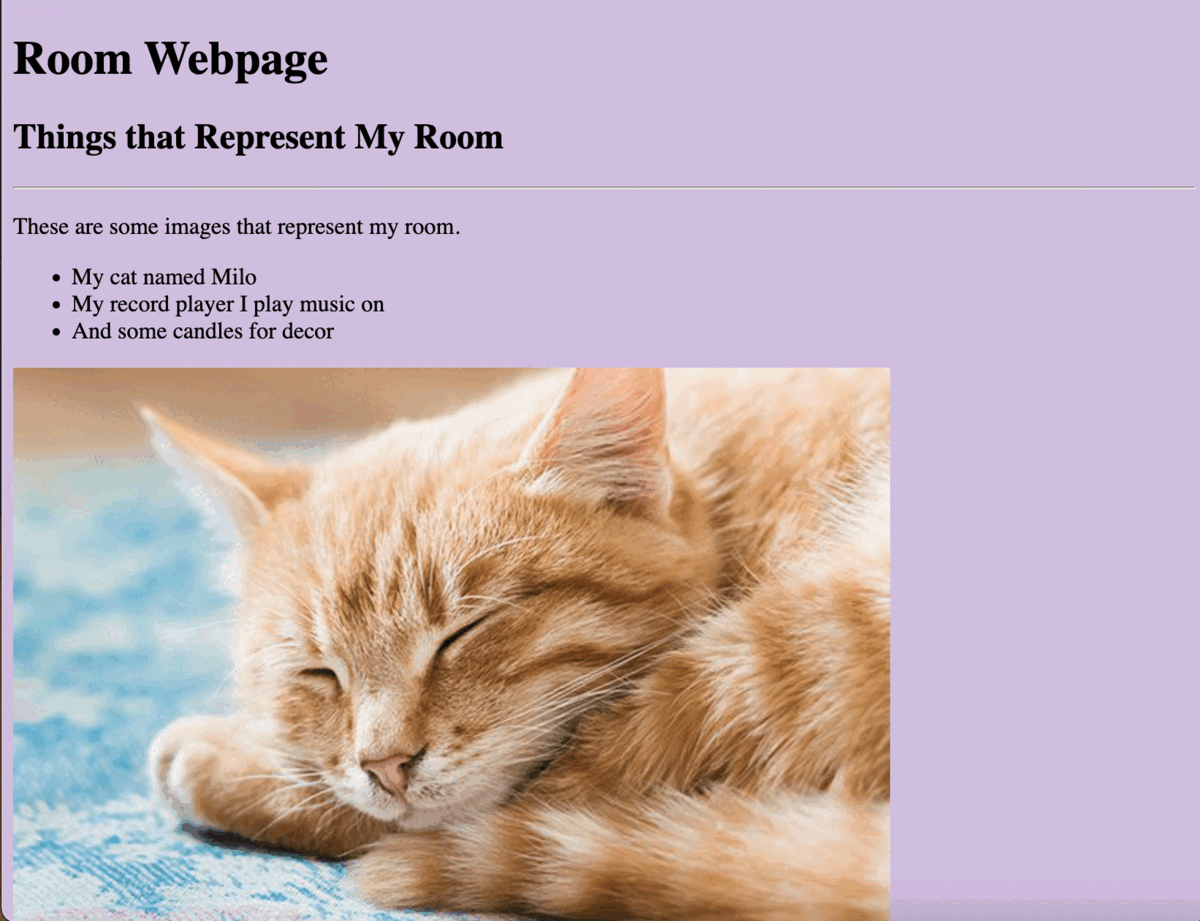 Room Webpage
Things that Represent My Room
These are some images that represent my room.
My cat named Milo
My record player I play music on
And some candles for decor